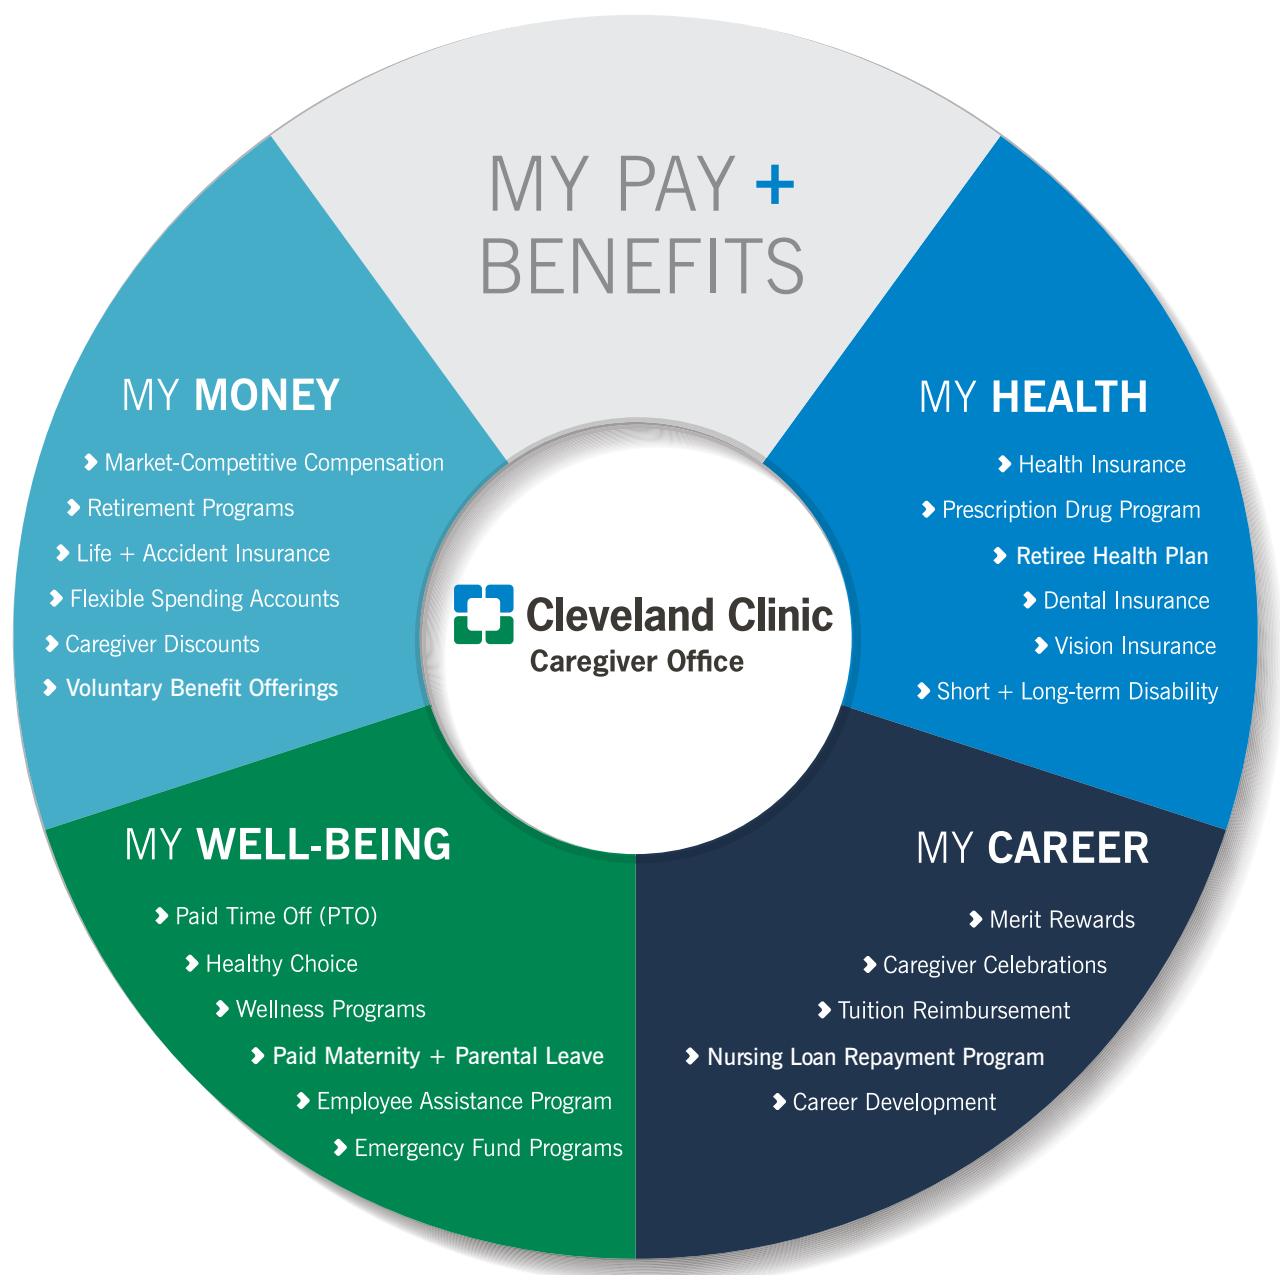 MY PAY +
BENEFITS
MY MONEY
Market-Competitive Compensation
Retirement Programs
Life + Accident Insurance
Flexible Spending Accounts
Caregiver Discounts
Voluntary Benefit Offerings
MY HEALTH
Health Insurance
Prescription Drug Program
Retiree Health Plan
Dental Insurance
Vision Insurance
Short + Long-term Disability
Cleveland Clinic
Caregiver Office
MY WELL-BEING
Paid Time Off (PTO)
Healthy Choice
Wellness Programs
Paid Maternity + Parental Leave
Employee Assistance Program
Emergency Fund Programs
MY CAREER
Merit Rewards
Caregiver Celebrations
Tuition Reimbursement
Nursing Loan Repayment Program
Career Development